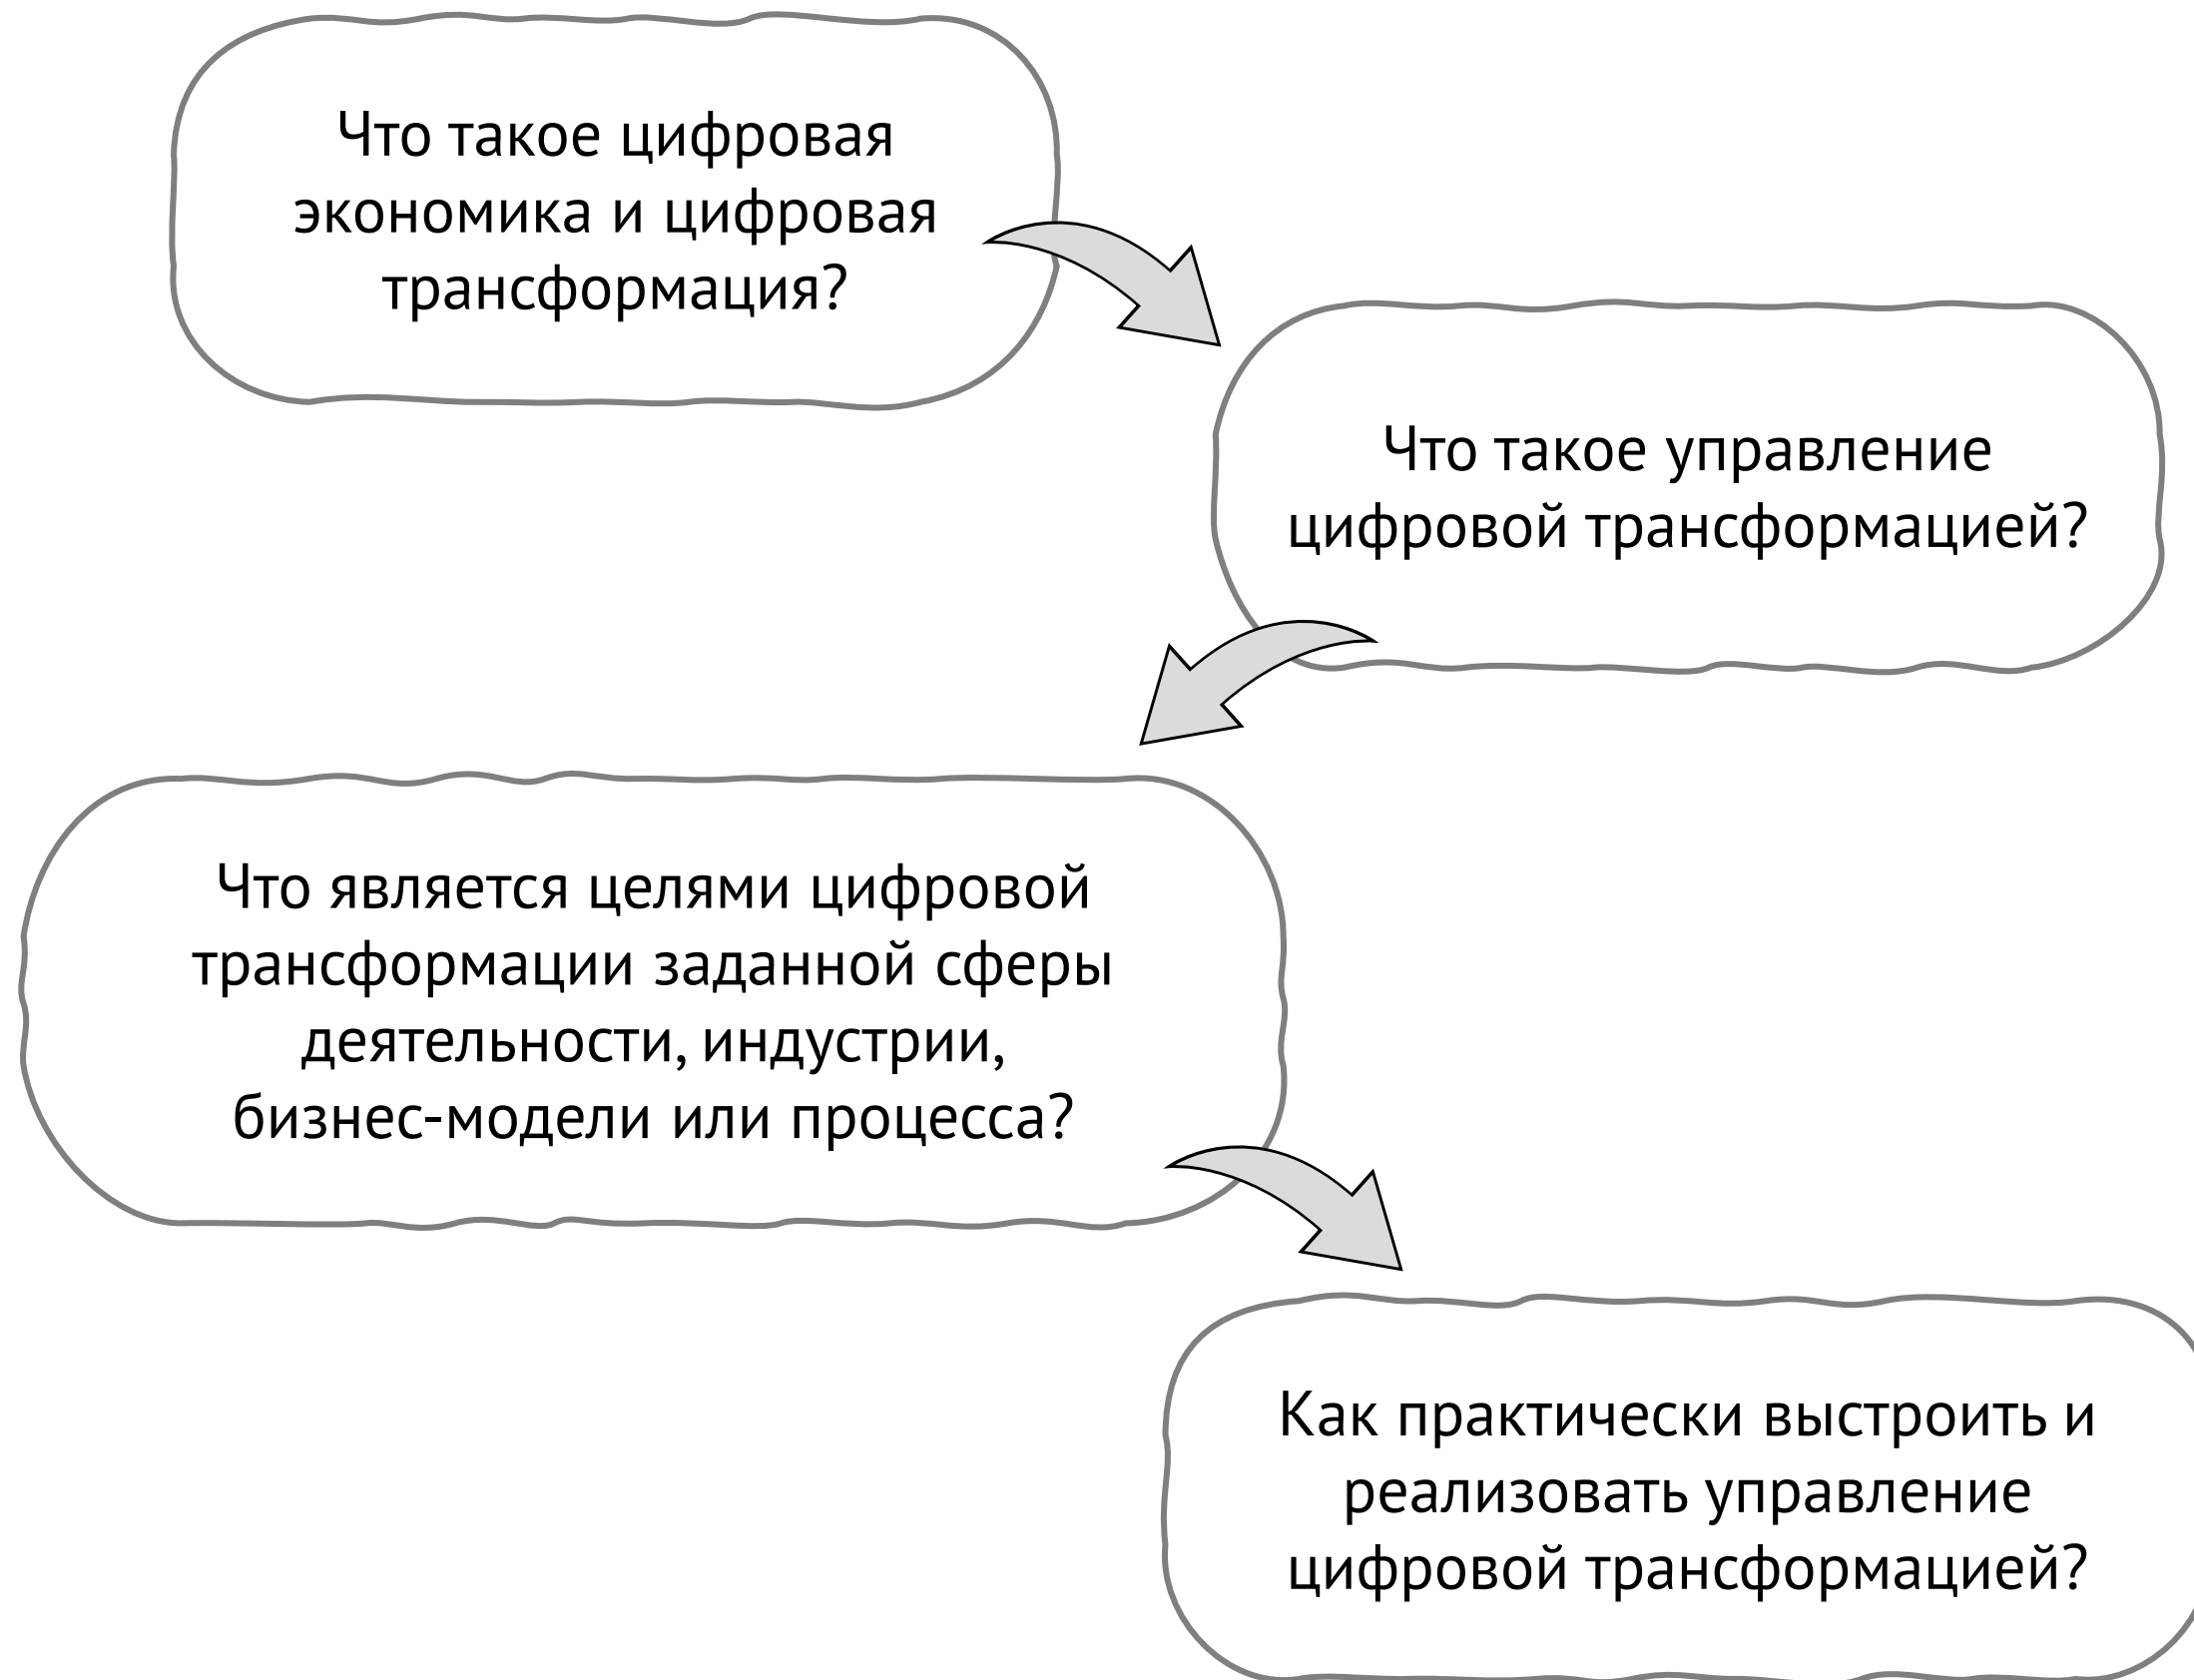 Что такое цифровая
экономика и цифровая
трансформация?
Что такое управление
цифровой трансформацией?
Что является целями цифровой
трансформации заданной сферы
деятельности, индустрии,
бизнес-модели или процесса?
Как практически выстроить и
реализовать управление
цифровой трансформацией?